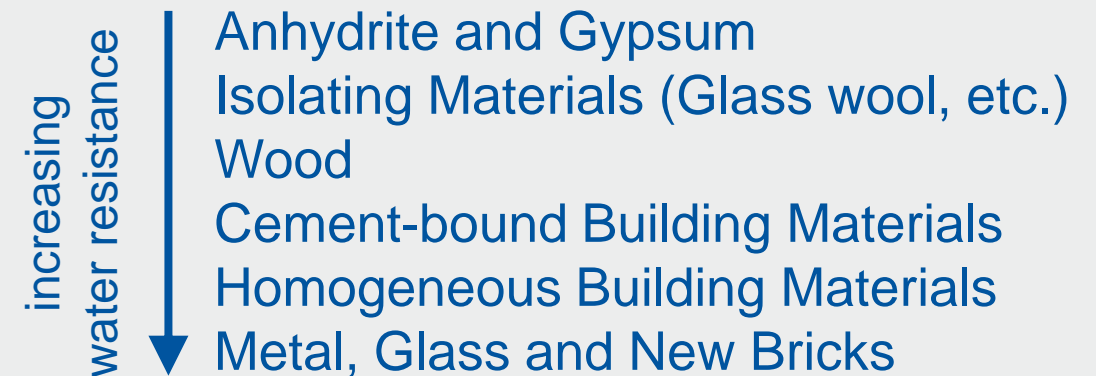 increasing
water resistance
Anhydrite and Gypsum
Isolating Materials (Glass wool, etc.)
Wood
Cement-bound Building Materials
Homogeneous Building Materials
Metal, Glass and New Bricks